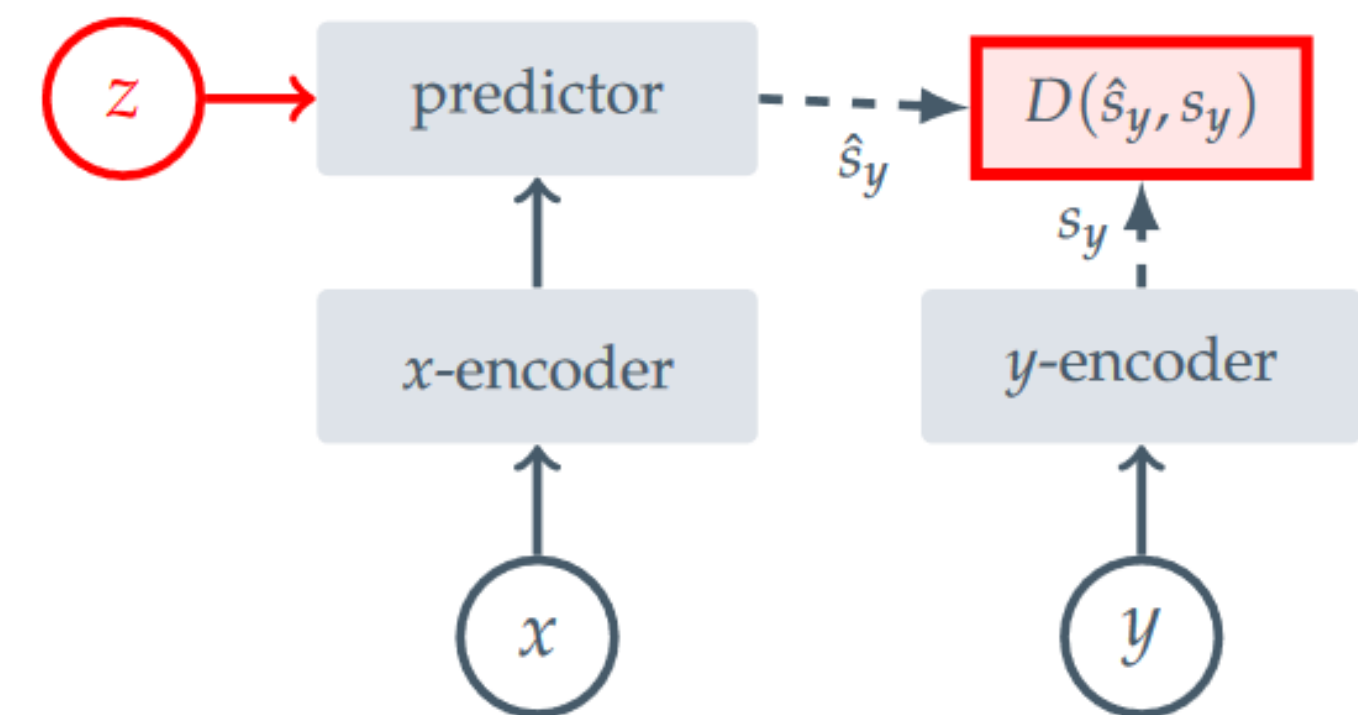 z
predictor
D(ŝ_y, s_y)
ŝ_y
s_y
x-encoder
y-encoder
x
y